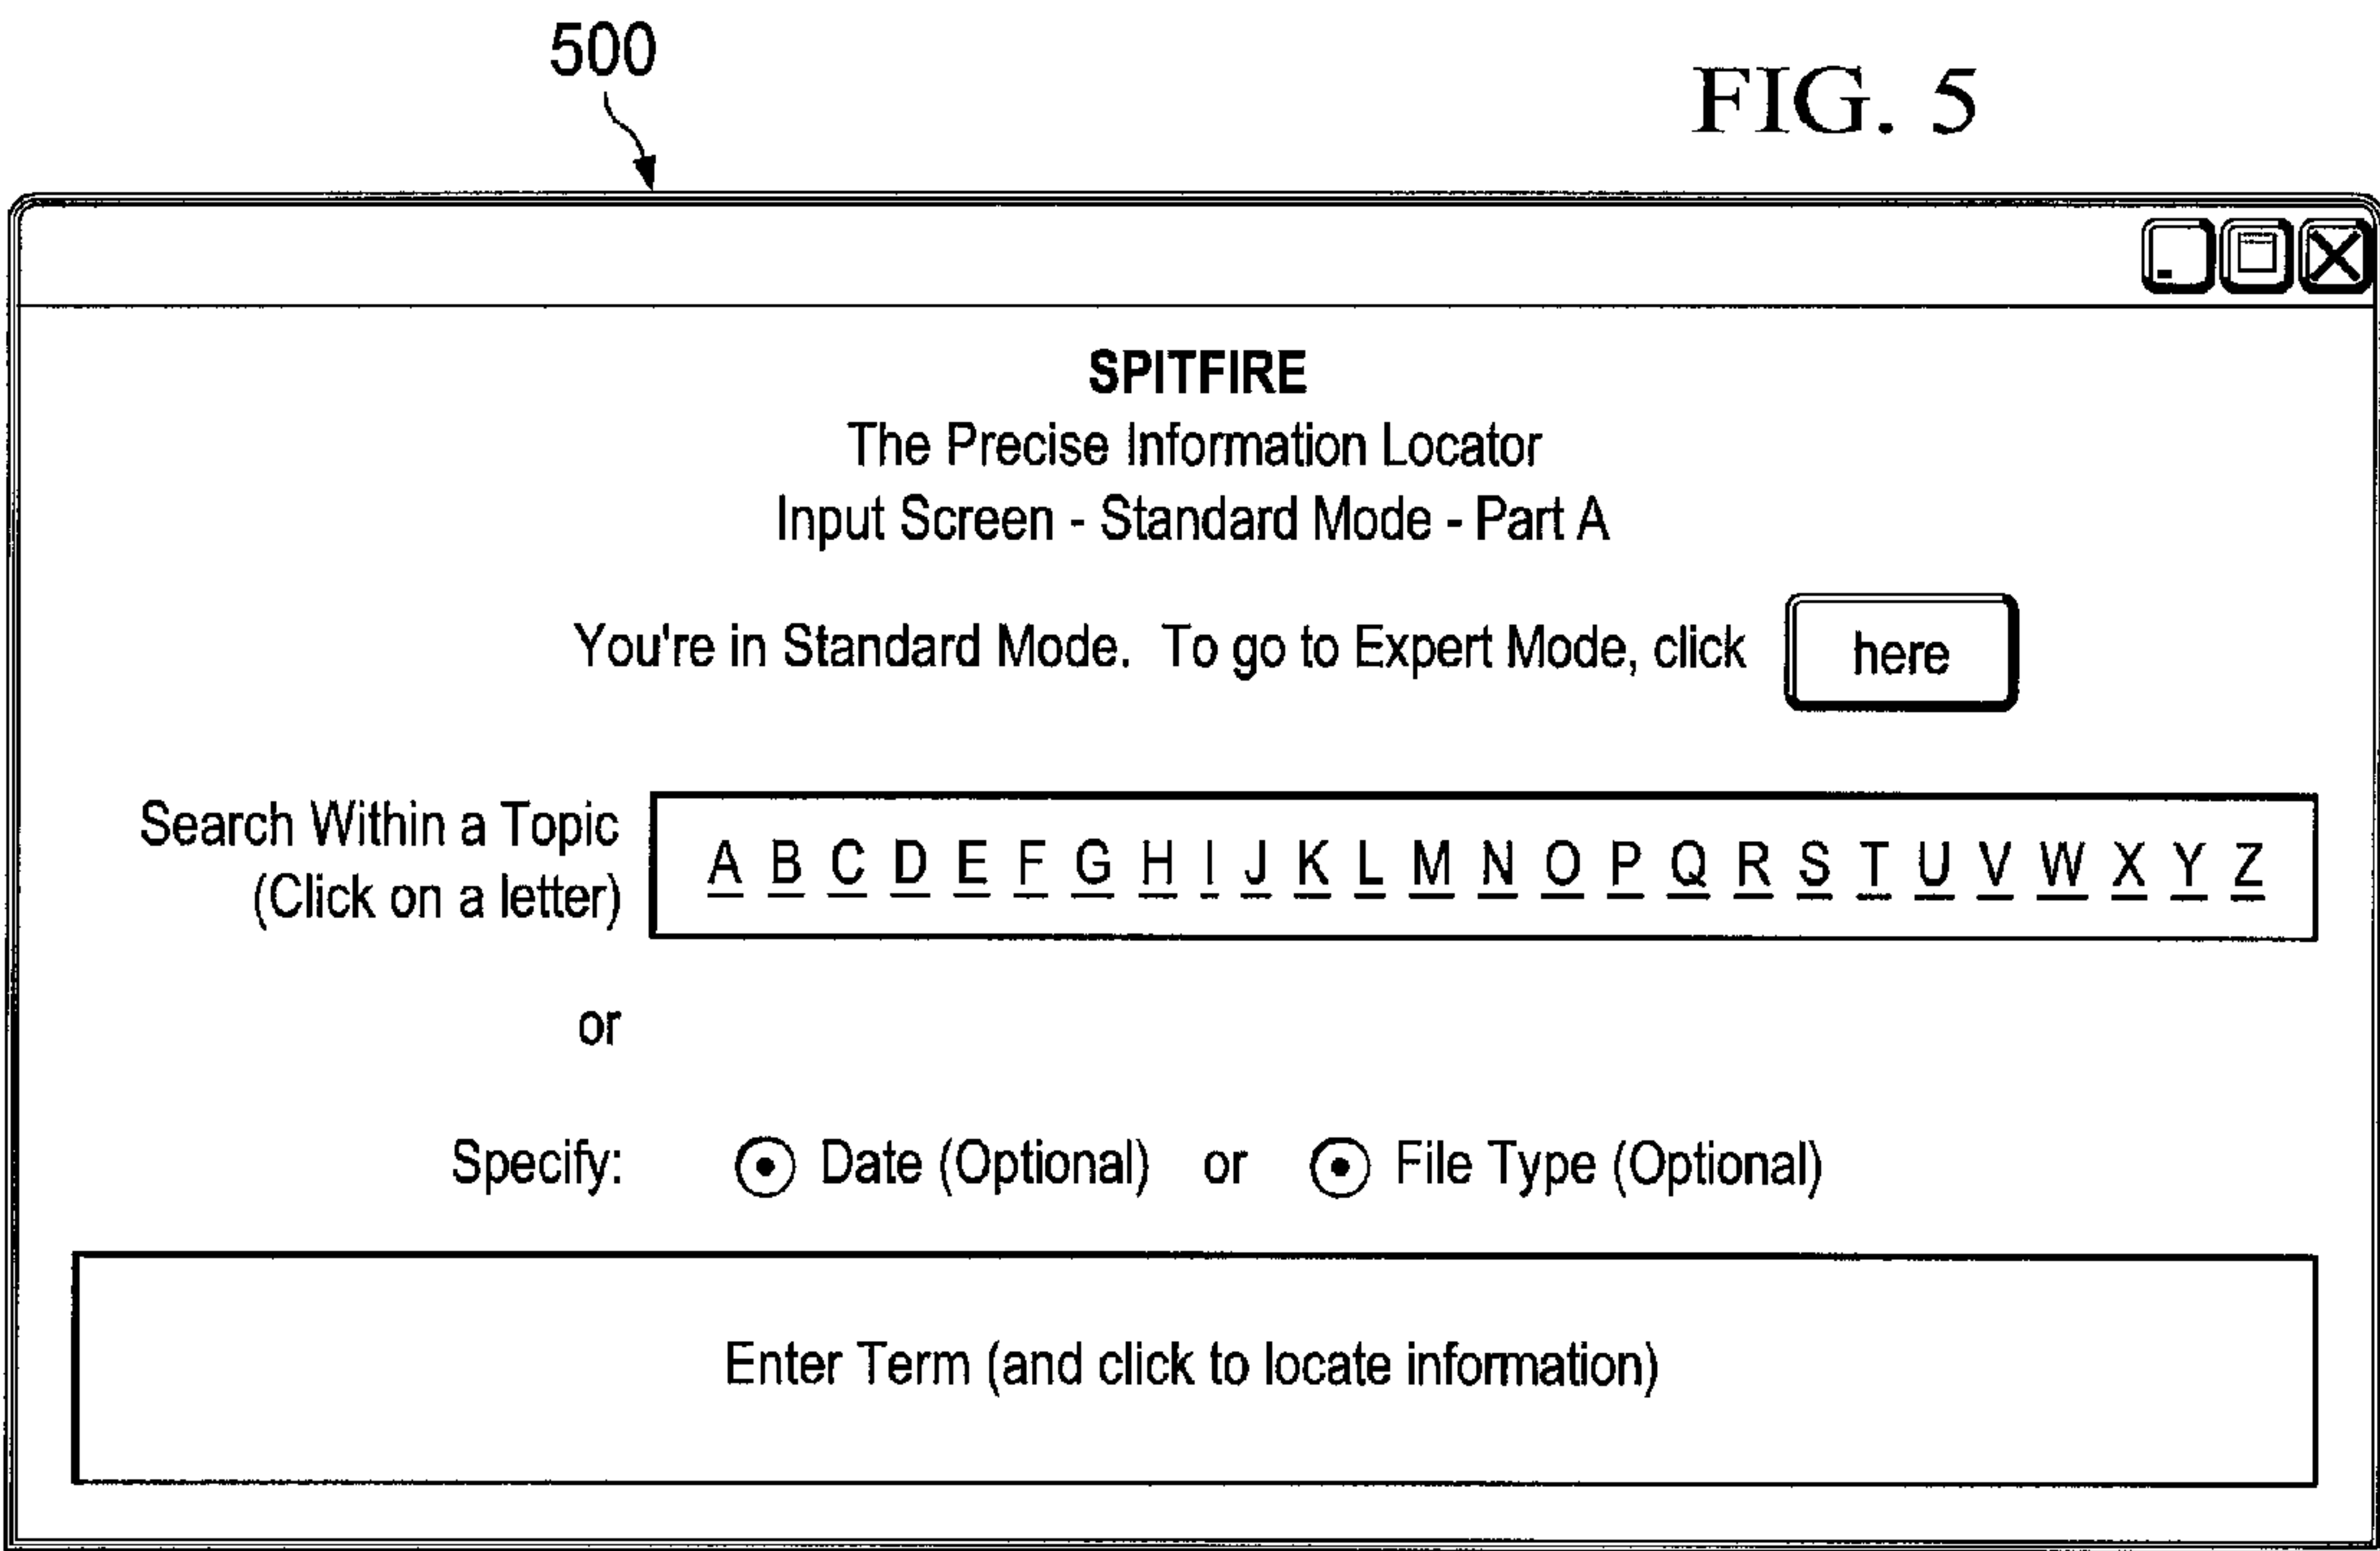 500
FIG. 5
SPITFIRE
The Precise Information Locator
Input Screen - Standard Mode - Part A
You're in Standard Mode. To go to Expert Mode, click here
Search Within a Topic
(Click on a letter)
A B C D E F G H I J K L M N O P Q R S T U V W X Y Z
or
Specify: Date (Optional) or File Type (Optional)
Enter Term (and click to locate information)